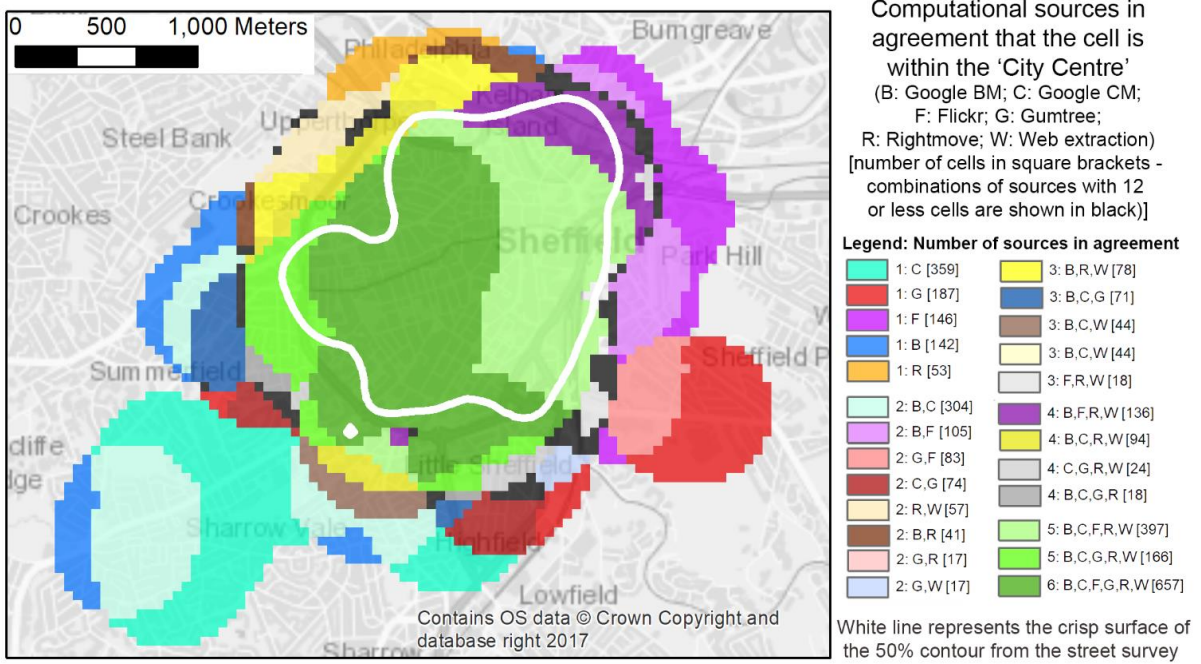 0 500 1,000 Meters
Philadelphia
Burngreave
Steel Bank
Island
Crookes
Crookesmoor
Sheffield
Park Hill
Summerfield
Sheffield P
cliffe
dge
Little Sheffield
Sharrow Vale
Highfield
Lowfield
Sharrow
Contains OS data © Crown Copyright and
database right 2017
Computational sources in
agreement that the cell is
within the ‘City Centre’
(B: Google BM; C: Google CM;
F: Flickr; G: Gumtree;
R: Rightmove; W: Web extraction)
[number of cells in square brackets -
combinations of sources with 12
or less cells are shown in black)]
Legend: Number of sources in agreement
1: C [359]
1: G [187]
1: F [146]
1: B [142]
1: R [53]
2: B,C [304]
2: B,F [105]
2: G,F [83]
2: C,G [74]
2: R,W [57]
2: B,R [41]
2: G,R [17]
2: G,W [17]
3: B,R,W [78]
3: B,C,G [71]
3: B,C,W [44]
3: B,C,W [44]
3: F,R,W [18]
4: B,F,R,W [136]
4: B,C,R,W [94]
4: C,G,R,W [24]
4: B,C,G,R [18]
5: B,C,F,R,W [397]
5: B,C,G,R,W [166]
6: B,C,F,G,R,W [657]
White line represents the crisp surface of
the 50% contour from the street survey